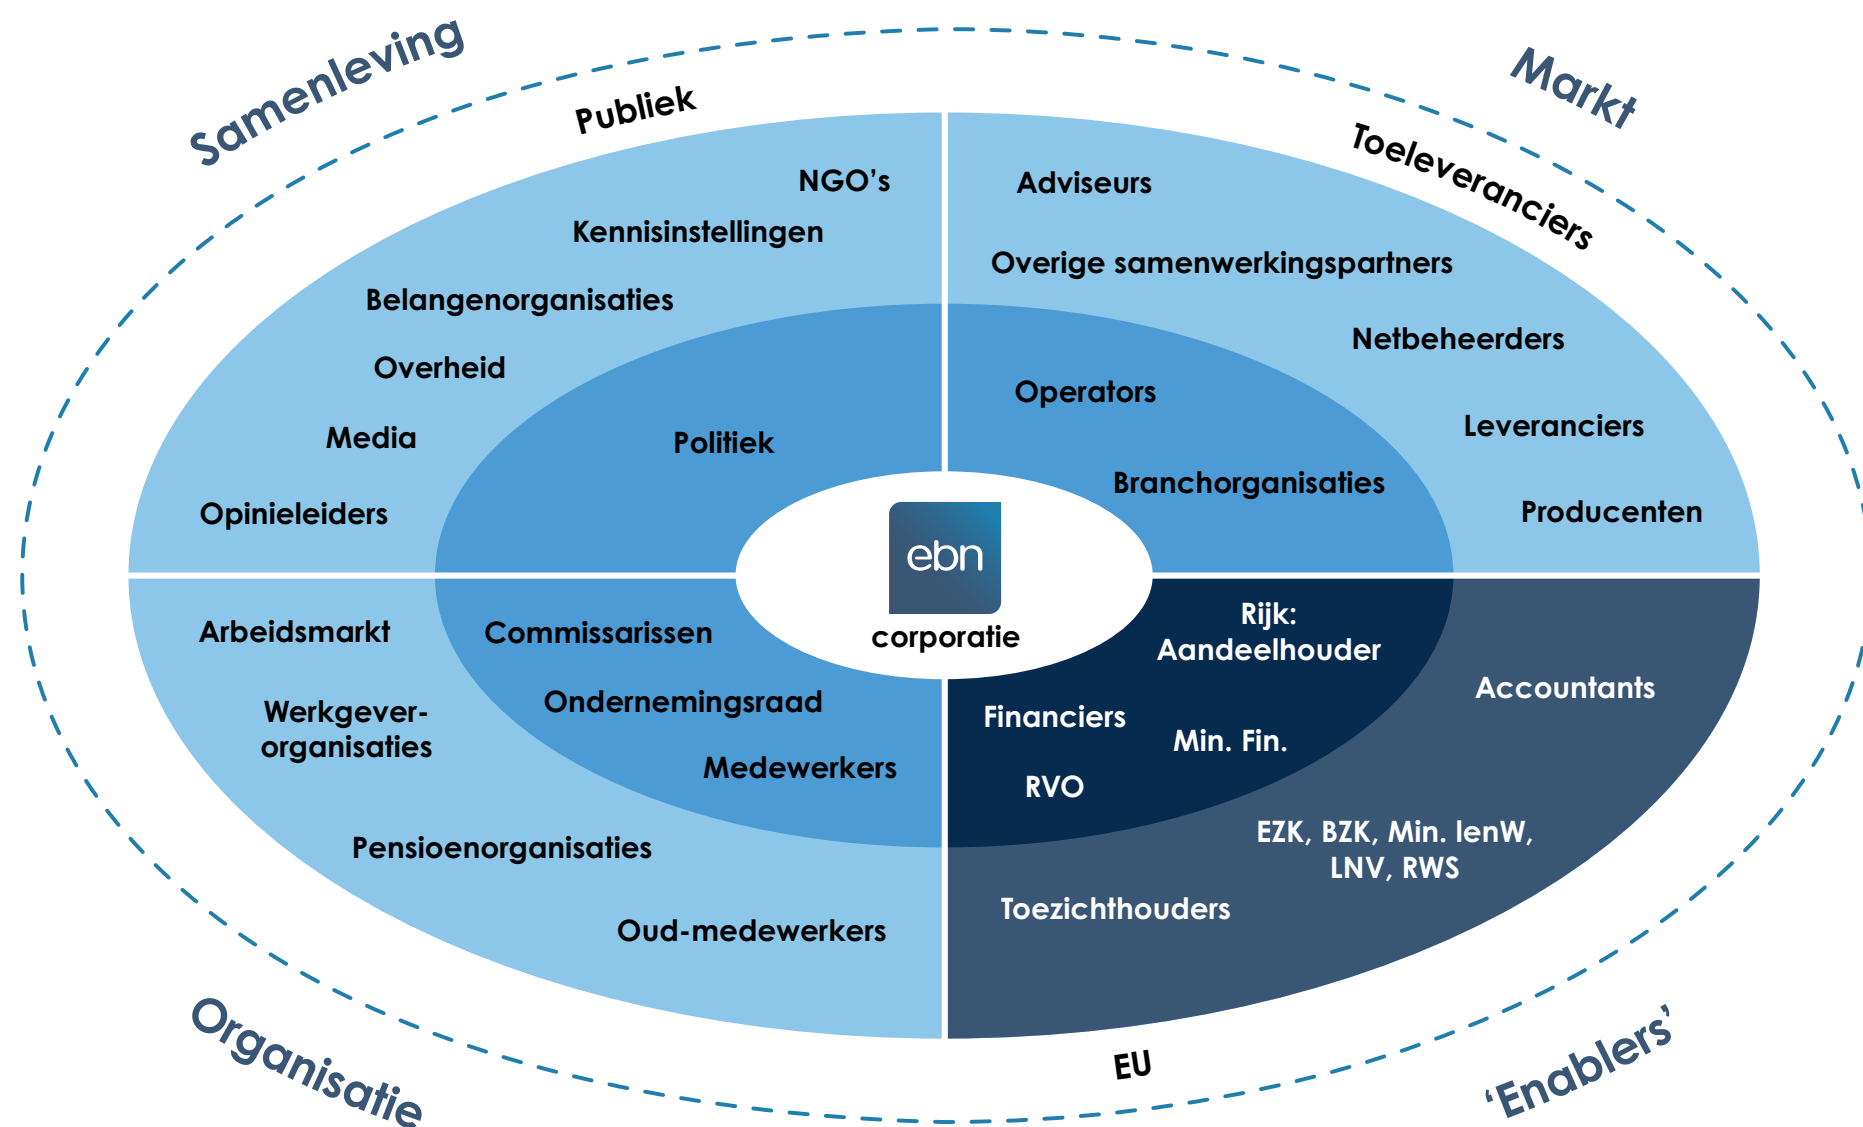 Samenleving
Markt
Publiek
Toeleveranciers
NGO's
Kennisinstellingen
Belangenorganisaties
Overheid
Media
Opinieleiders
Politiek
Adviseurs
Overige samenwerkingspartners
Netbeheerders
Leveranciers
Producenten
Operators
Branchorganisaties
ebn
corporatie
Arbeidsmarkt
Werkgever-
organisaties
Pensioenorganisaties
Oud-medewerkers
Commissarissen
Ondernemingsraad
Medewerkers
Rijk:
Aandeelhouder
Financiers
Min. Fin.
RVO
Accountants
EZK, BZK, Min. IenW,
LNV, RWS
Toezichthouders
EU
Organisatie
‘Enablers’